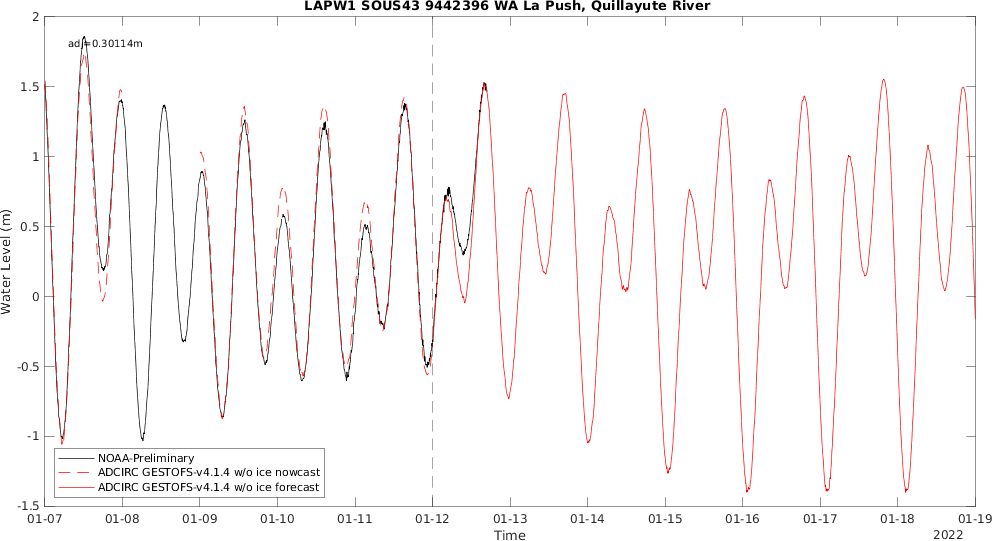 LAPW1 SOUS43 9442396 WA La Push, Quillayute River
ad =0.30114m
Water Level (m)
2
1.5
1
0.5
0
-0.5
-1
-1.5
NOAA-Preliminary
ADCIRC GESTOFS-v4.1.4 w/o ice nowcast
ADCIRC GESTOFS-v4.1.4 w/o ice forecast
01-07 01-08 01-09 01-10 01-11 01-12 01-13 01-14 01-15 01-16 01-17 01-18 01-19
Time
2022